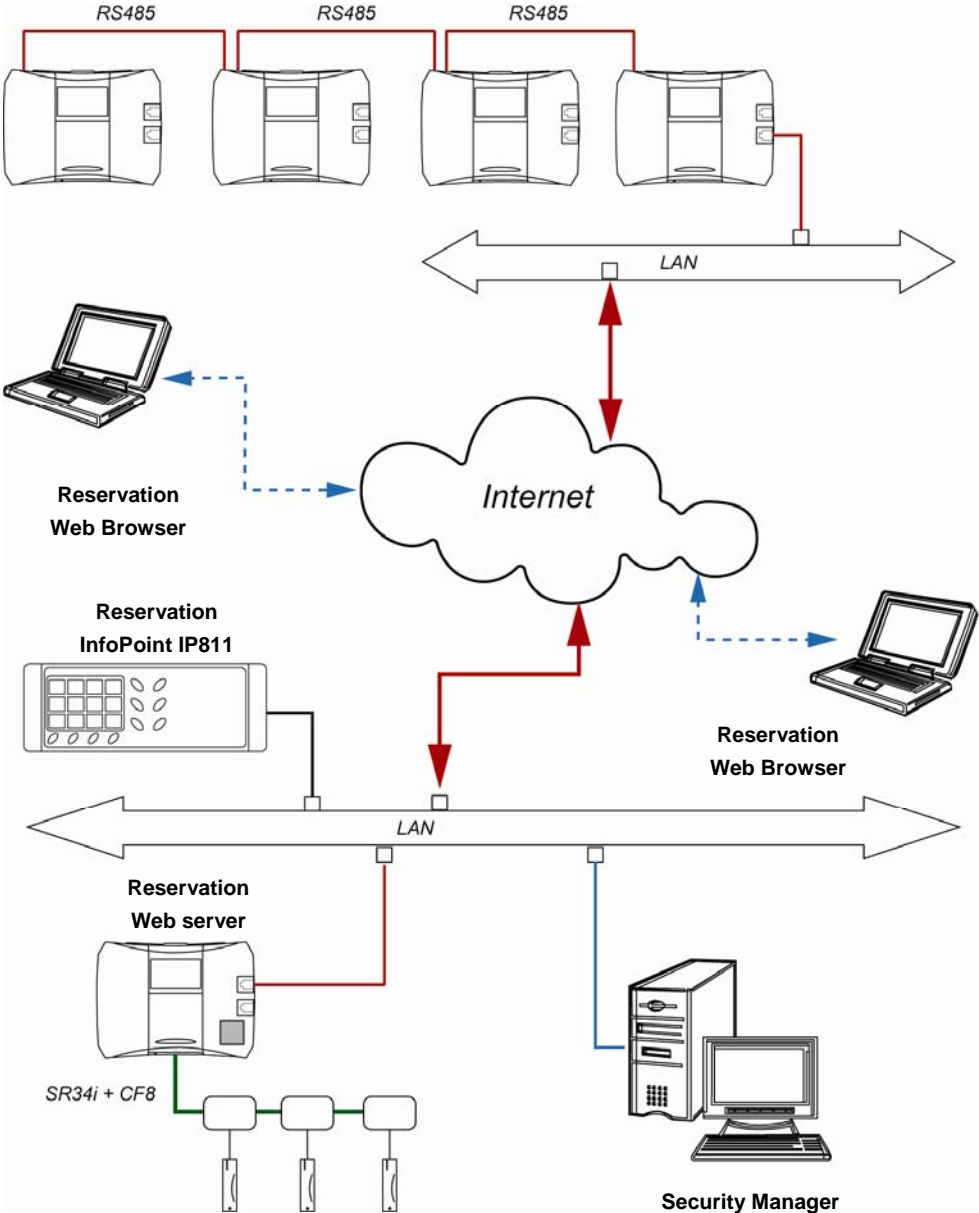 RS485 RS485 RS485
LAN
Reservation
Web Browser
Internet
Reservation
InfoPoint IP811
Reservation
Web Browser
LAN
Reservation
Web server
SR34i + CF8
Security Manager